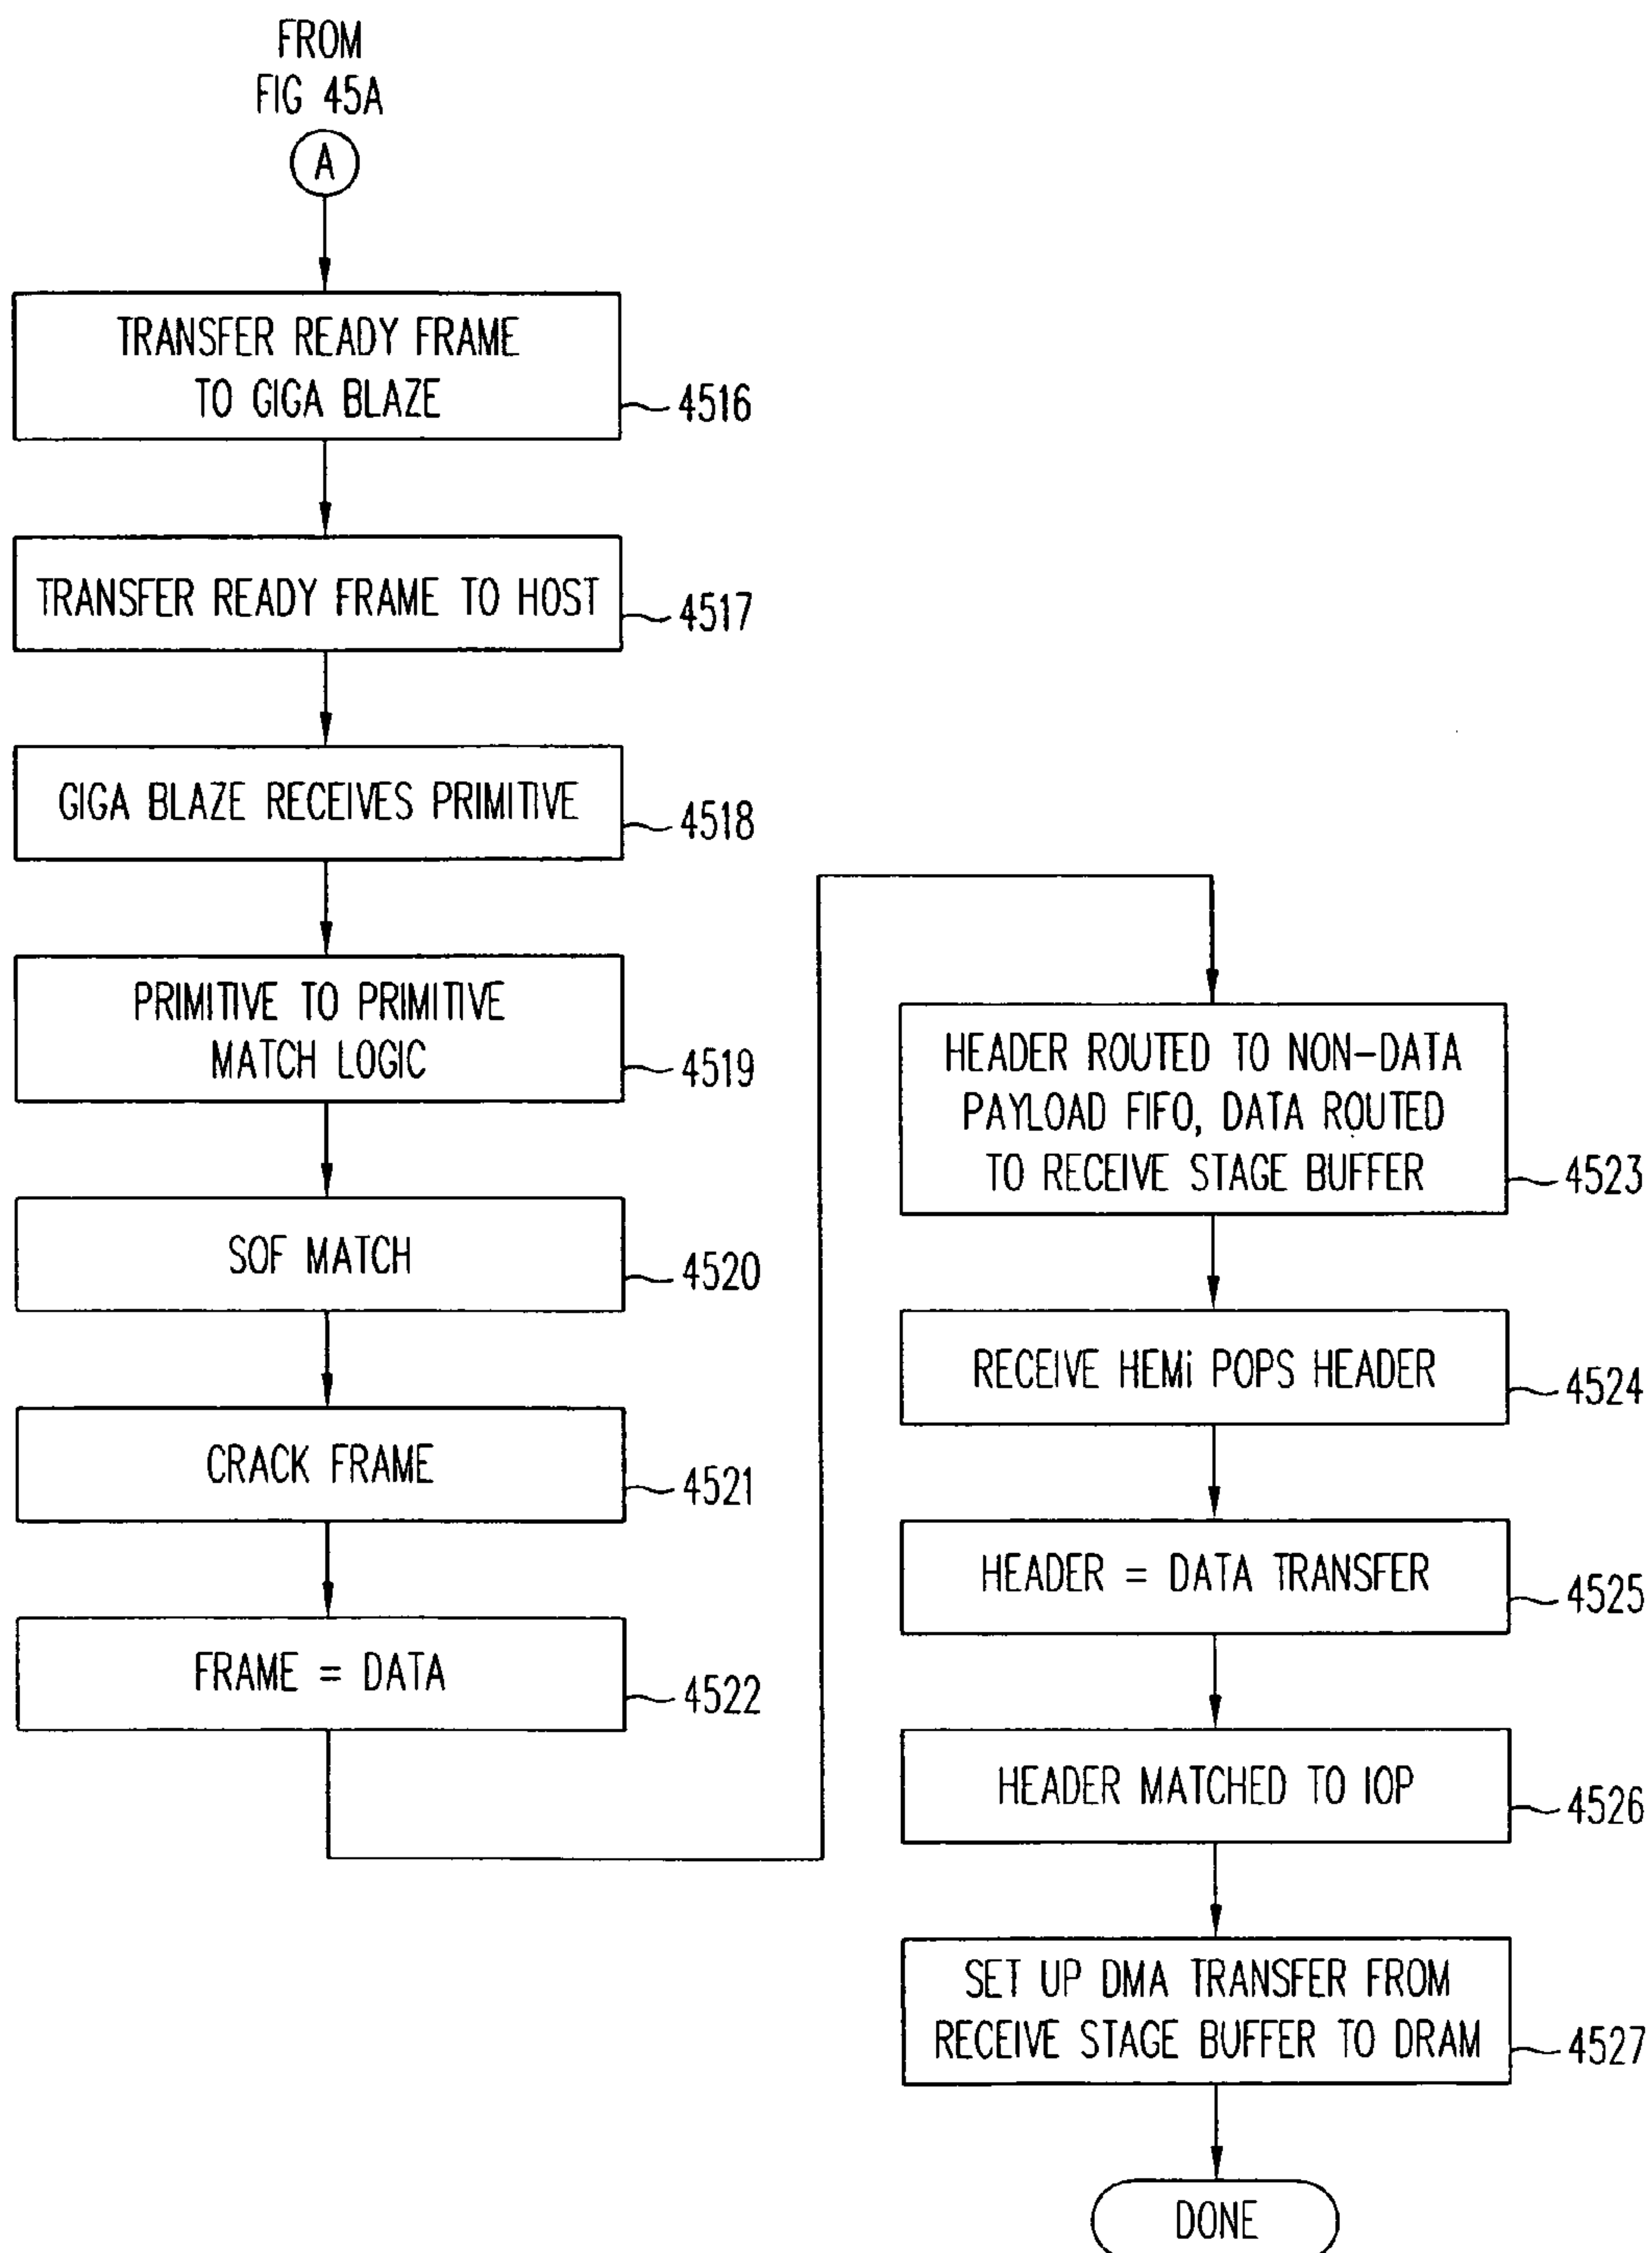 FROM
FIG 45A
A
TRANSFER READY FRAME
TO GIGA BLAZE
4516
TRANSFER READY FRAME TO HOST
4517
GIGA BLAZE RECEIVES PRIMITIVE
4518
PRIMITIVE TO PRIMITIVE
MATCH LOGIC
4519
SOF MATCH
4520
CRACK FRAME
4521
FRAME = DATA
4522
HEADER ROUTED TO NON-DATA
PAYLOAD FIFO, DATA ROUTED
TO RECEIVE STAGE BUFFER
4523
RECEIVE HEMi POPS HEADER
4524
HEADER = DATA TRANSFER
4525
HEADER MATCHED TO IOP
4526
SET UP DMA TRANSFER FROM
RECEIVE STAGE BUFFER TO DRAM
4527
DONE